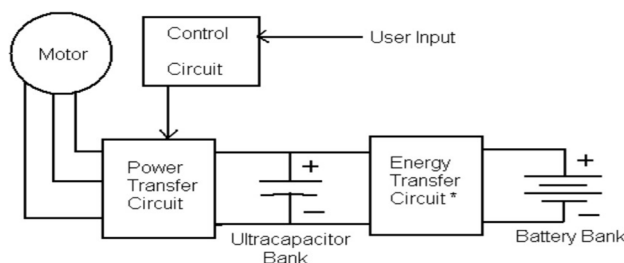 Motor
Control
Circuit
User Input
Power
Transfer
Circuit
+
−
Ultracapacitor
Bank
Energy
Transfer
Circuit *
+
−
Battery Bank